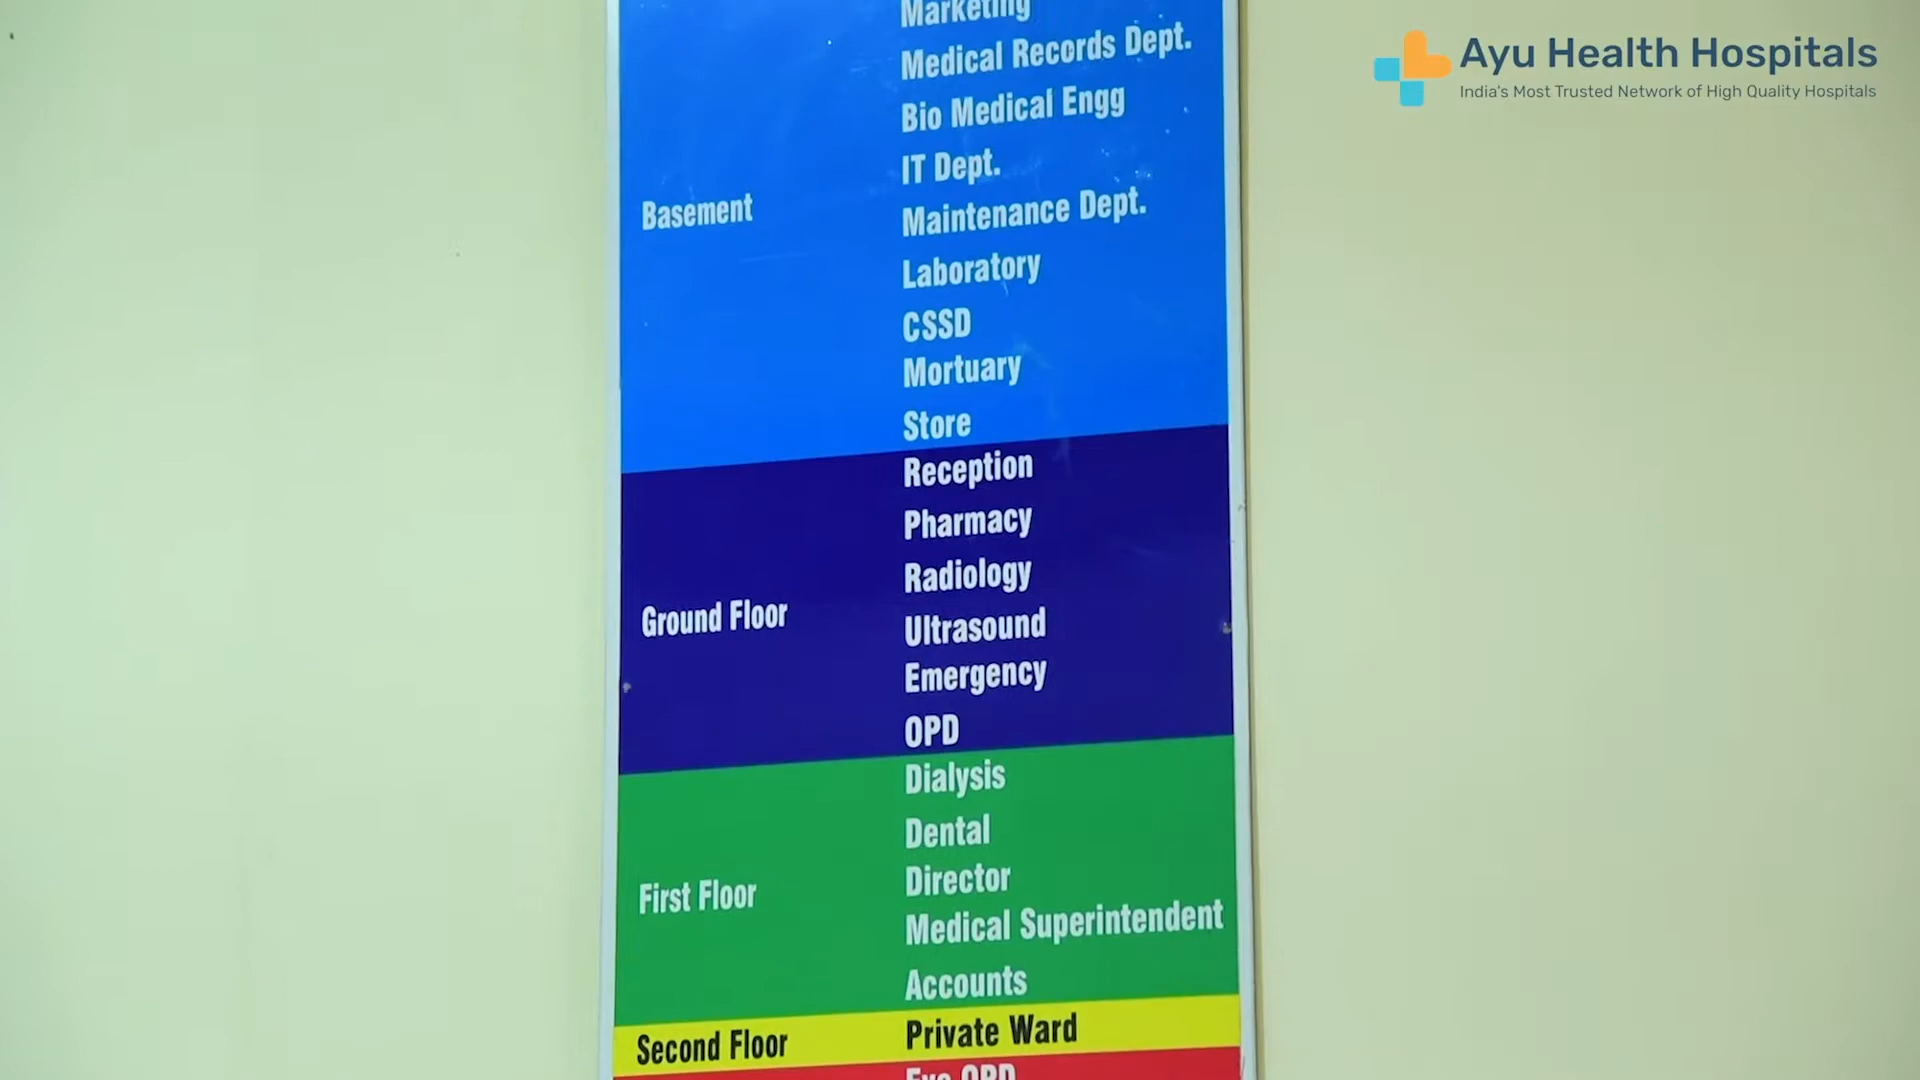 Ayu Health Hospitals
India's Most Trusted Network of High Quality Hospitals
Marketing
Medical Records Dept.
Bio Medical Engg
IT Dept.
Basement
Maintenance Dept.
Laboratory
CSSD
Mortuary
Store
Reception
Pharmacy
Radiology
Ground Floor
Ultrasound
Emergency
OPD
Dialysis
Dental
Director
First Floor
Medical Superintendent
Accounts
Second Floor Private Ward
Eye OPD